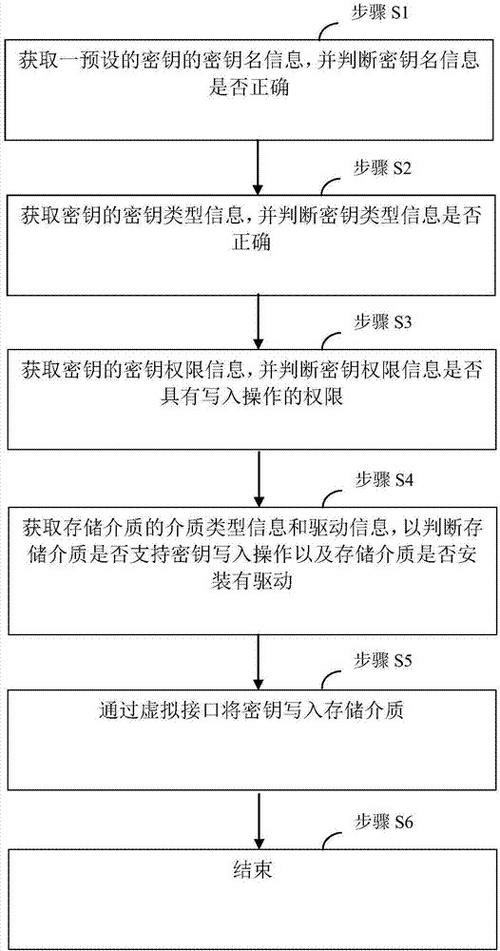 步骤 S1
获取一预设的密钥的密钥名信息，并判断密钥名信息
是否正确
步骤 S2
获取密钥的密钥类型信息，并判断密钥类型信息是否
正确
步骤 S3
获取密钥的密钥权限信息，并判断密钥权限信息是否
具有写入操作的权限
步骤 S4
获取存储介质的介质类型信息和驱动信息，以判断存
储介质是否支持密钥写入操作以及存储介质是否安
装有驱动
步骤 S5
通过虚拟接口将密钥写入存储介质
步骤 S6
结束